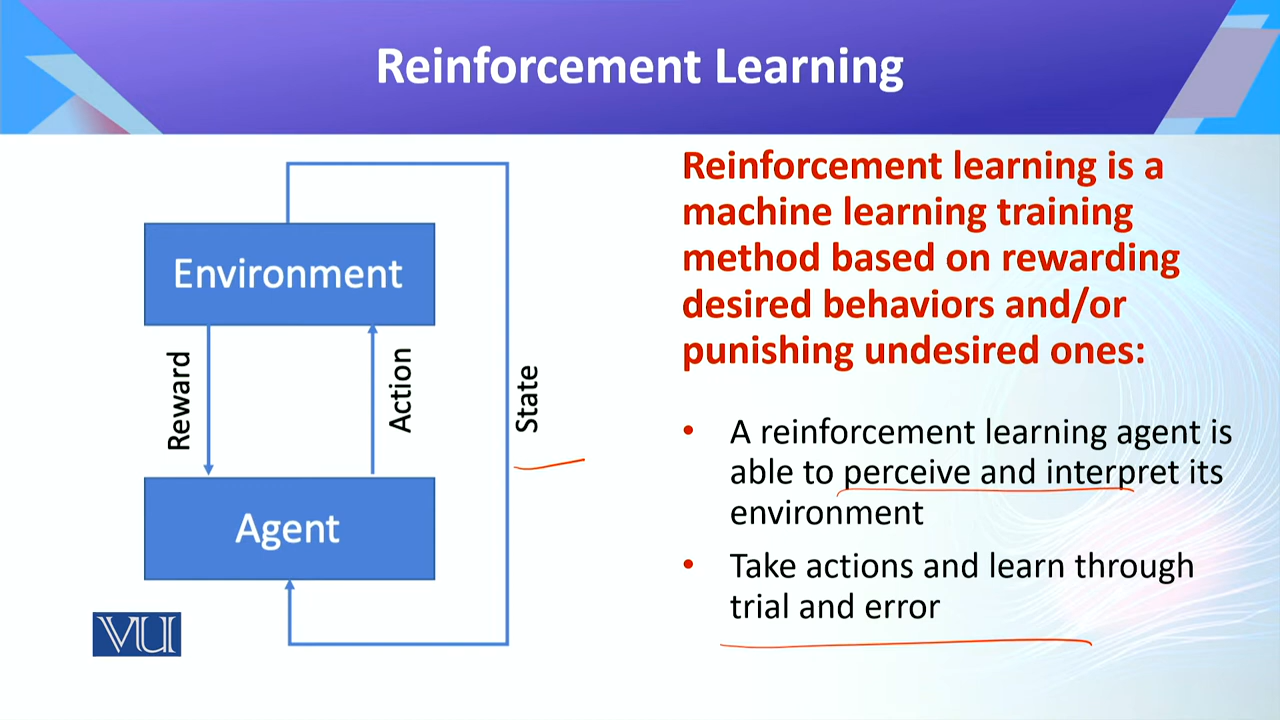 Reinforcement Learning
Environment
Reward
Action
State
Agent
VU
Reinforcement learning is a
machine learning training
method based on rewarding
desired behaviors and/or
punishing undesired ones:
• A reinforcement learning agent is
able to perceive and interpret its
environment
• Take actions and learn through
trial and error